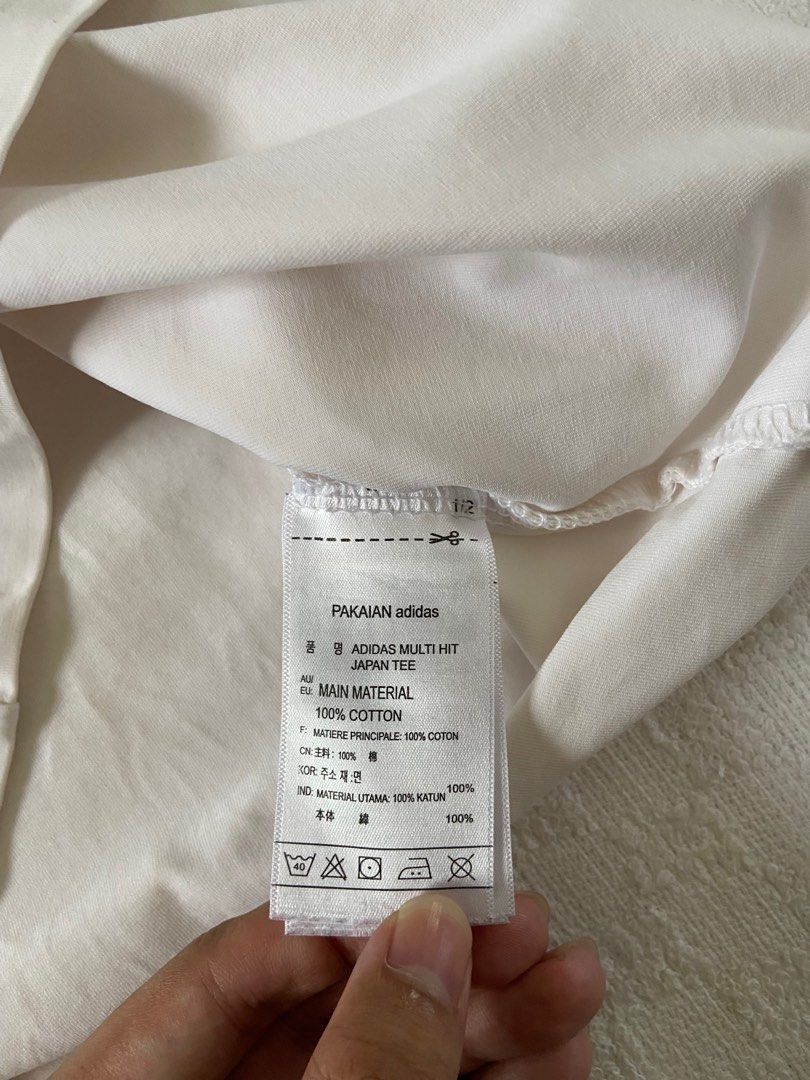 1/2
PAKAIAN adidas
품 명 ADIDAS MULTI HIT
JAPAN TEE
AU/
EU: MAIN MATERIAL
100% COTTON
F: MATIERE PRINCIPALE: 100% COTON
CN: 主料: 100% 棉
KOR: 주소 재 :면 100%
IND: MATERIAL UTAMA: 100% KATUN
本体 綿 100%
40